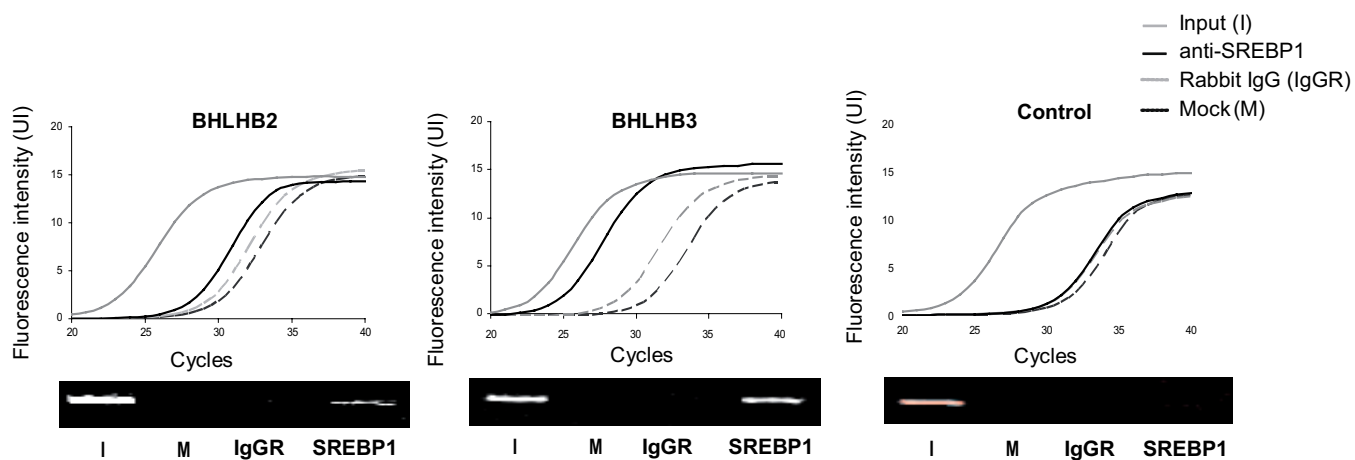 Input (I)
anti-SREBP1
Rabbit IgG (IgGR)
Mock (M)
BHLHB2
Fluorescence intensity (UI)
20
15
10
5
0
20 25 30 35 40
Cycles
I M IgGR SREBP1
BHLHB3
Fluorescence intensity (UI)
20
15
10
5
0
20 25 30 35 40
Cycles
I M IgGR SREBP1
Control
Fluorescence intensity (UI)
20
15
10
5
0
20 25 30 35 40
Cycles
I M IgGR SREBP1